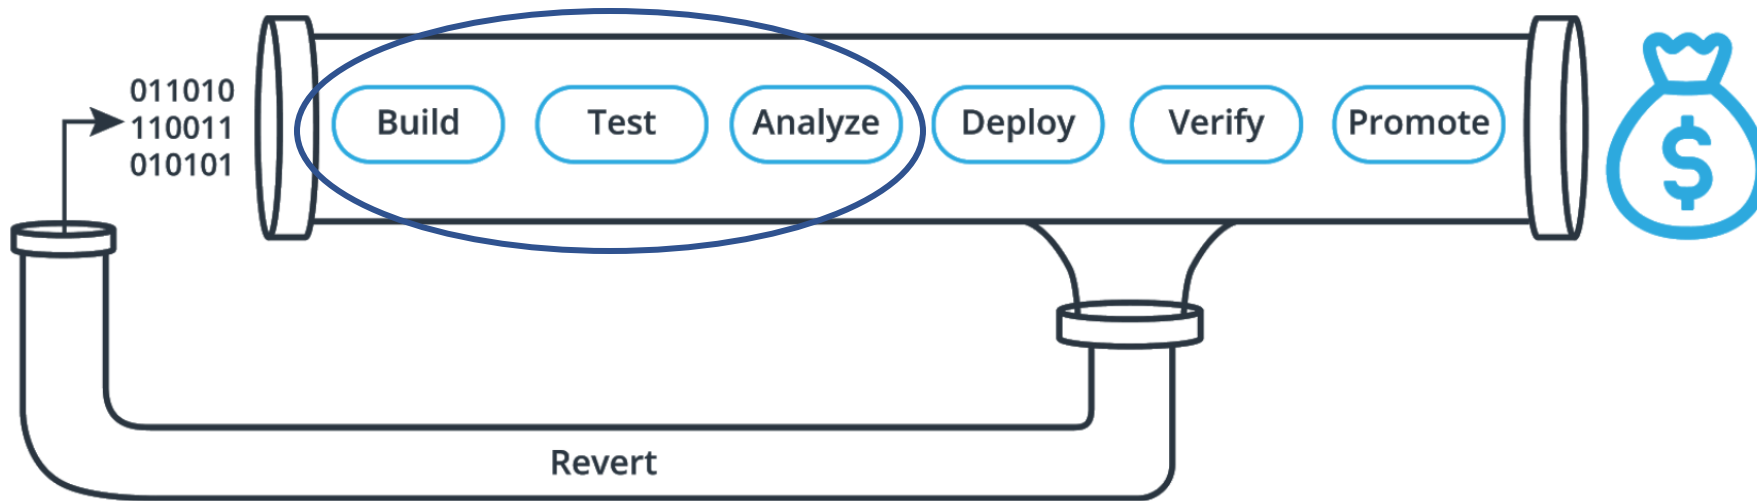 011010
110011
010101
Build Test Analyze Deploy Verify Promote
$
Revert